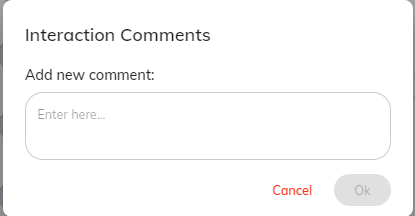 Interaction Comments
Add new comment:
Enter here...
Cancel Ok